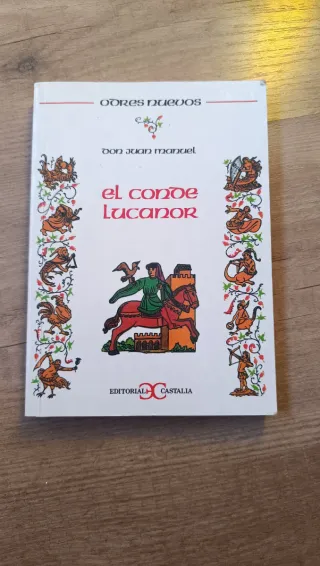 odres nuevos
don juan manuel
el conde
lucanor
EDITORIAL CASTALIA